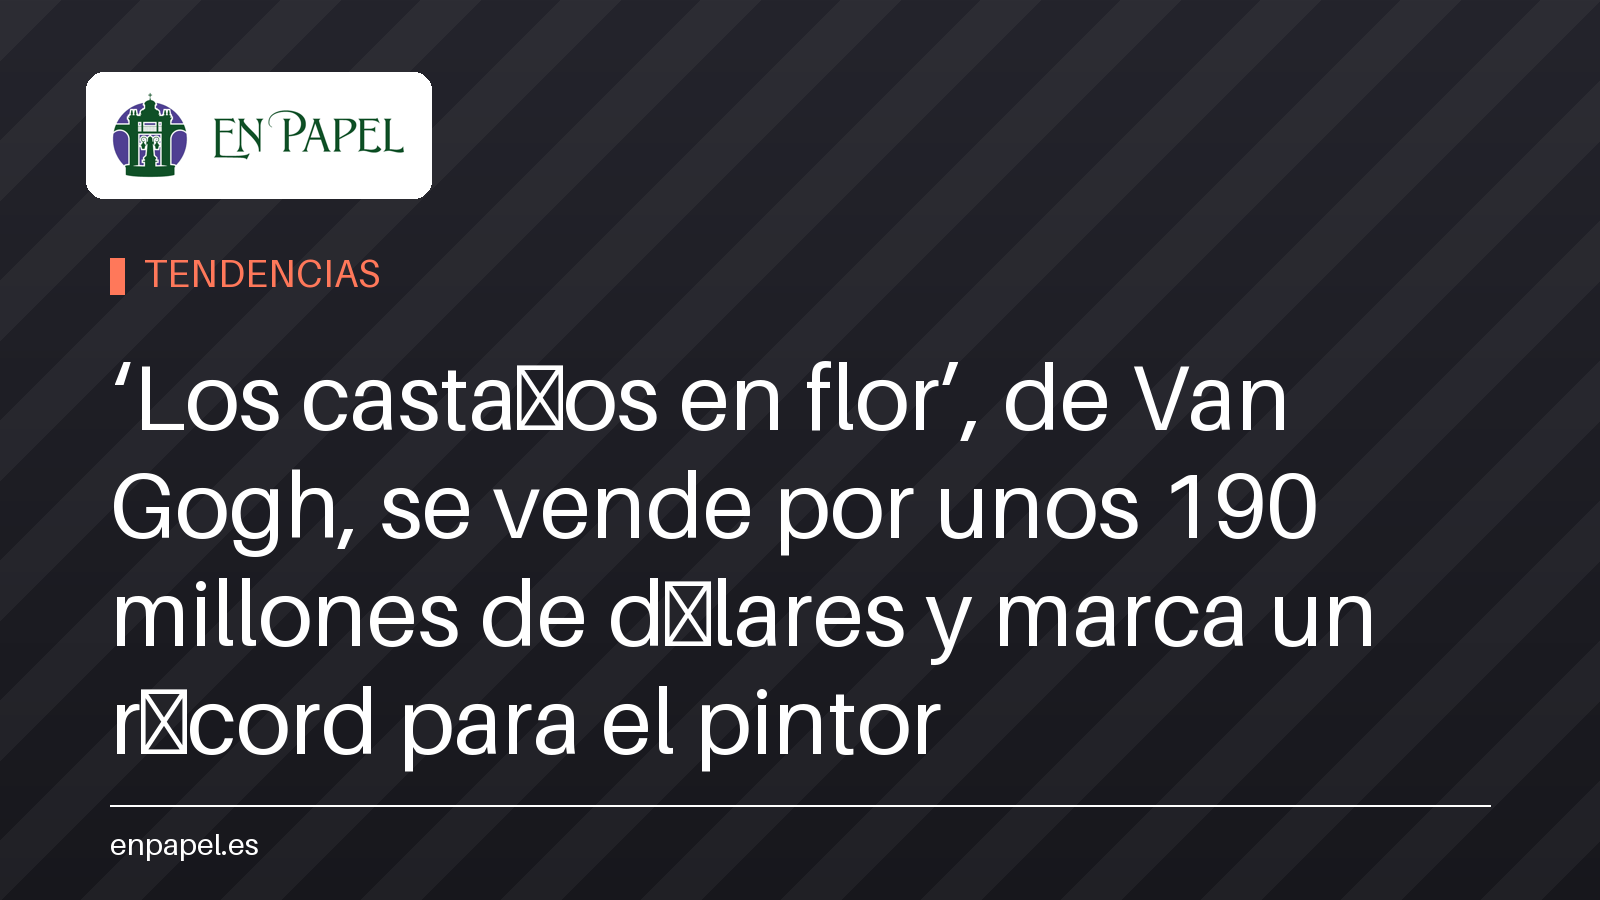 EN PAPEL
TENDENCIAS
‘Los casta☒os en flor’, de Van
Gogh, se vende por unos 190
millones de d☒lares y marca un
r☒cord para el pintor
enpapel.es